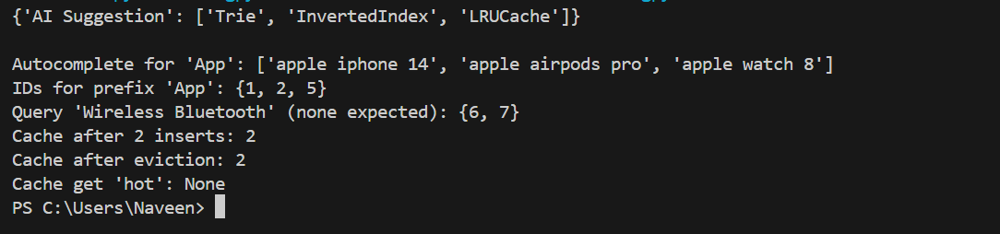 {'AI Suggestion': ['Trie', 'InvertedIndex', 'LRUCache']}
Autocomplete for 'App': ['apple iphone 14', 'apple airpods pro', 'apple watch 8']
IDs for prefix 'App': {1, 2, 5}
Query 'Wireless Bluetooth' (none expected): {6, 7}
Cache after 2 inserts: 2
Cache after eviction: 2
Cache get 'hot': None
PS C:\Users\Naveen>